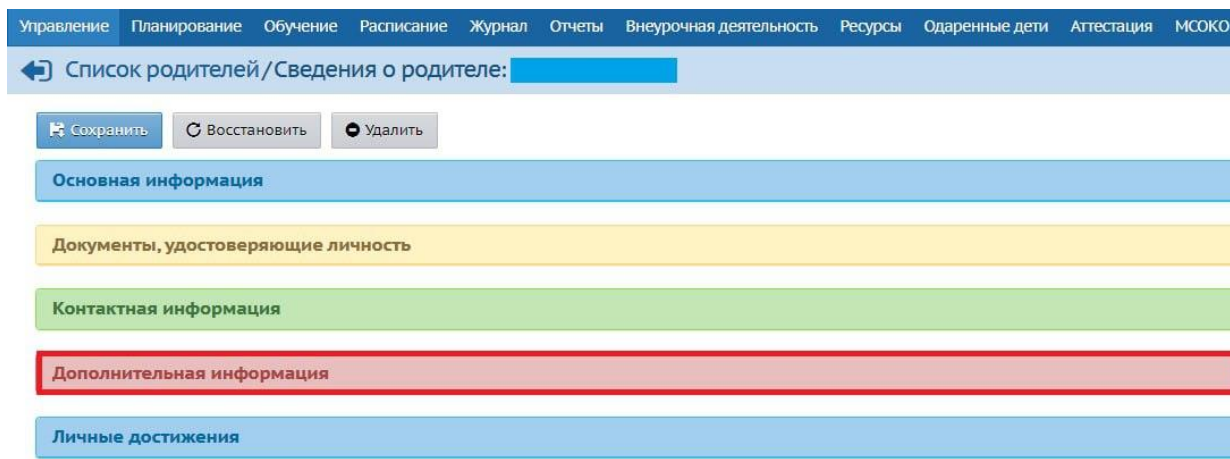 Управление Планирование Обучение Расписание Журнал Отчеты Внеурочная деятельность Ресурсы Одаренные дети Аттестация МСОКО
Список родителей/Сведения о родителе:
Сохранить Восстановить Удалить
Основная информация
Документы, удостоверяющие личность
Контактная информация
Дополнительная информация
Личные достижения